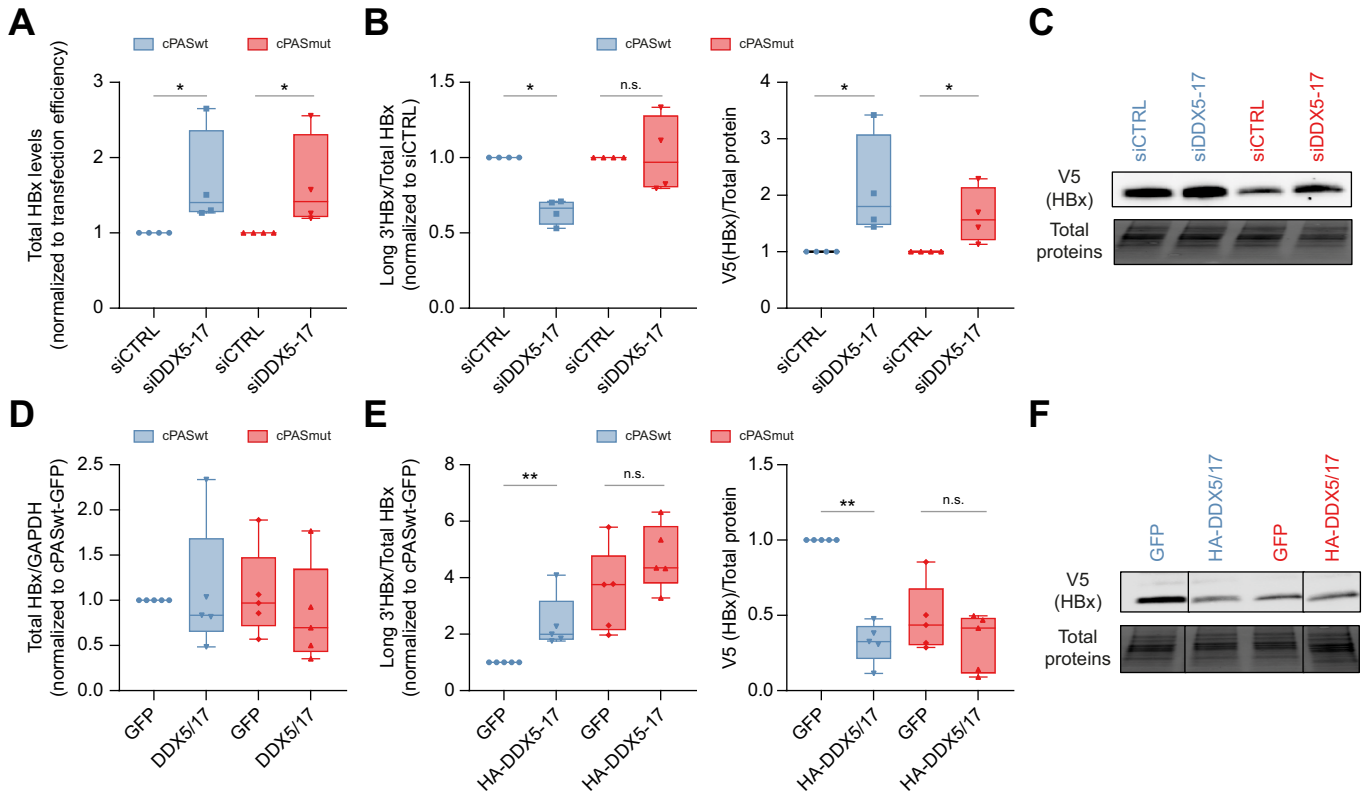 A
cPASwt
cPASmut
Total HBx levels
(normalized to transfection efficiency)
3
2
1
0
*
*
siCTRL
siDDX5-17
siCTRL
siDDX5-17
B
cPASwt
cPASmut
Long 3'HBx/Total HBx
(normalized to siCTRL)
1.5
1.0
0.5
0.0
*
n.s.
siCTRL
siDDX5-17
siCTRL
siDDX5-17
V5(HBx)/Total protein
4
3
2
1
0
*
*
siCTRL
siDDX5-17
siCTRL
siDDX5-17
C
siCTRL
siDDX5-17
siCTRL
siDDX5-17
V5
(HBx)
Total
proteins
D
cPASwt
cPASmut
Total HBx/GAPDH
(normalized to cPASwt-GFP)
2.5
2.0
1.5
1.0
0.5
0.0
GFP
DDX5/17
GFP
DDX5/17
E
cPASwt
cPASmut
Long 3'HBx/Total HBx
(normalized to cPASwt-GFP)
8
6
4
2
0
**
n.s.
GFP
HA-DDX5-17
GFP
HA-DDX5-17
V5 (HBx)/Total protein
1.5
1.0
0.5
0.0
**
n.s.
GFP
HA-DDX5/17
GFP
HA-DDX5/17
F
GFP
HA-DDX5/17
GFP
HA-DDX5/17
V5
(HBx)
Total
proteins